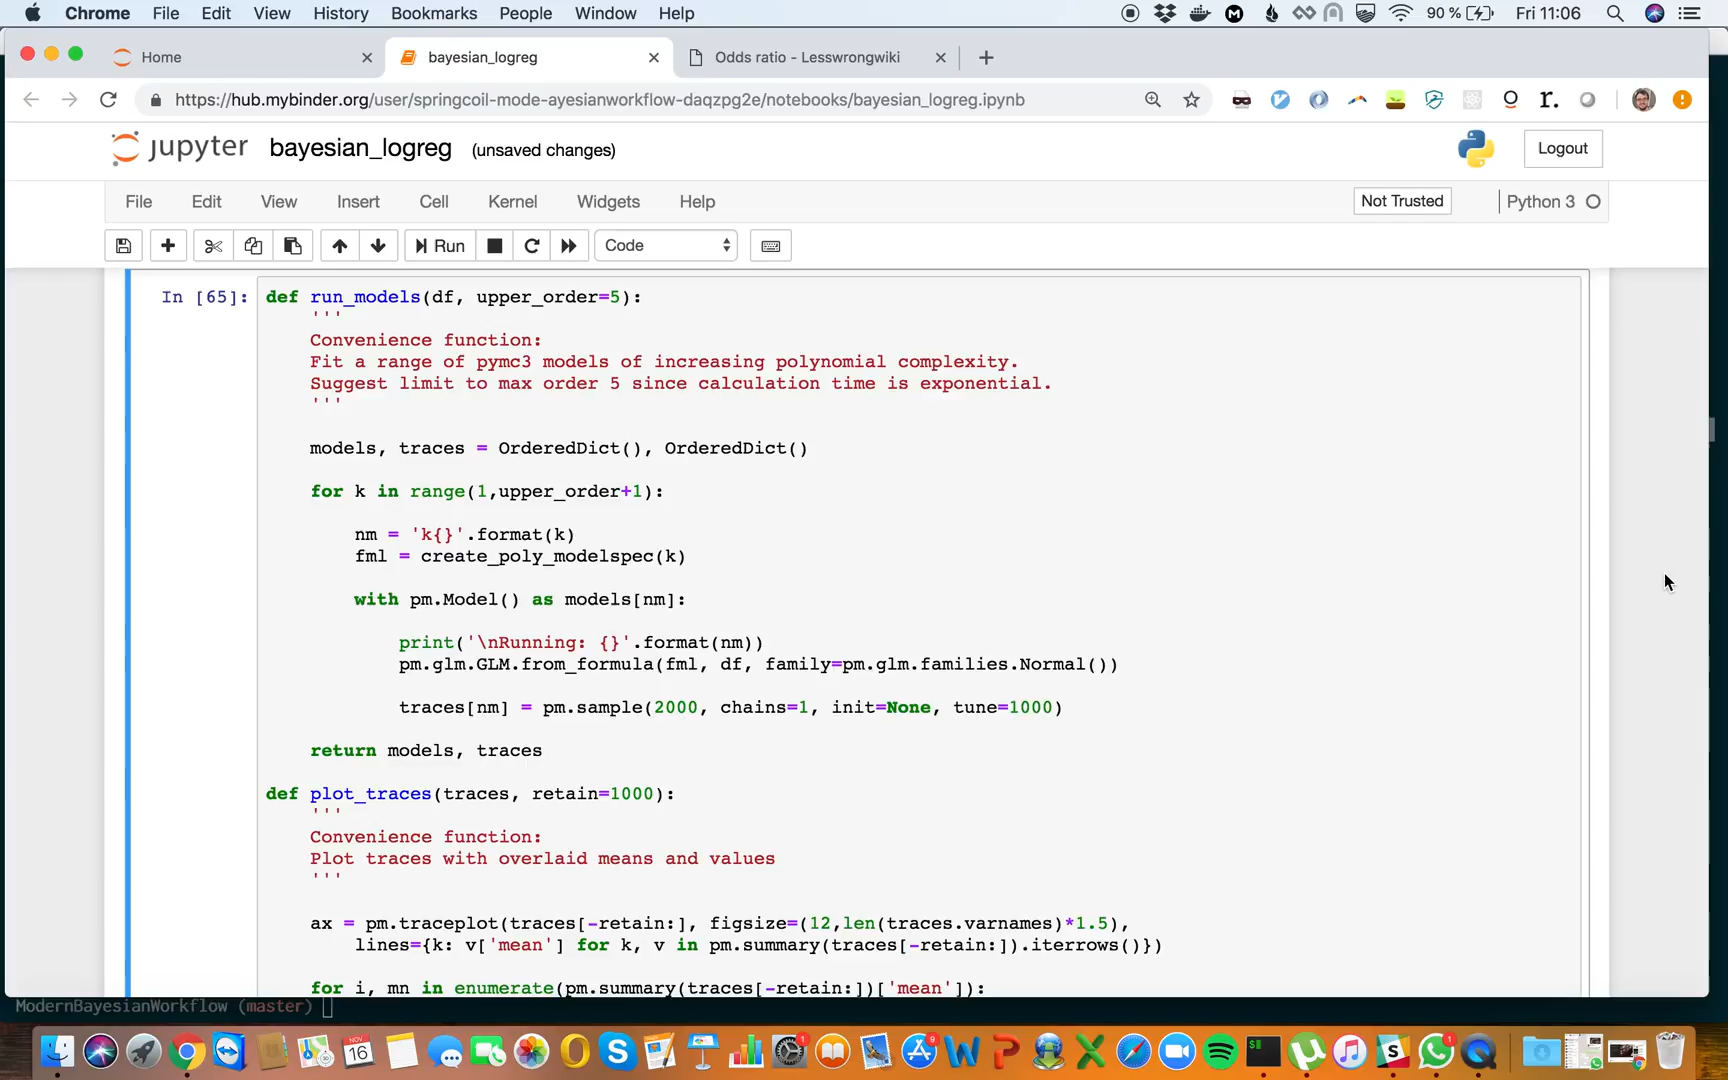 Chrome File Edit View History Bookmarks People Window Help 90 % Fri 11:06
Home bayesian_logreg Odds ratio - Lesswrongwiki
https://hub.mybinder.org/user/springcoil-mode-ayesianworkflow-daqzpg2e/notebooks/bayesian_logreg.ipynb
jupyter bayesian_logreg (unsaved changes) Logout
File Edit View Insert Cell Kernel Widgets Help Not Trusted Python 3
Run Code
In [65]: def run_models(df, upper_order=5):
'''
Convenience function:
Fit a range of pymc3 models of increasing polynomial complexity.
Suggest limit to max order 5 since calculation time is exponential.
'''
models, traces = OrderedDict(), OrderedDict()
for k in range(1,upper_order+1):
nm = 'k{}'.format(k)
fml = create_poly_modelspec(k)
with pm.Model() as models[nm]:
print('\nRunning: {}'.format(nm))
pm.glm.GLM.from_formula(fml, df, family=pm.glm.families.Normal())
traces[nm] = pm.sample(2000, chains=1, init=None, tune=1000)
return models, traces
def plot_traces(traces, retain=1000):
'''
Convenience function:
Plot traces with overlaid means and values
'''
ax = pm.traceplot(traces[-retain:], figsize=(12,len(traces.varnames)*1.5),
lines={k: v['mean'] for k, v in pm.summary(traces[-retain:]).iterrows()})
for i, mn in enumerate(pm.summary(traces[-retain:])['mean']):
ModernBayesianWorkflow (master)
NOV
16